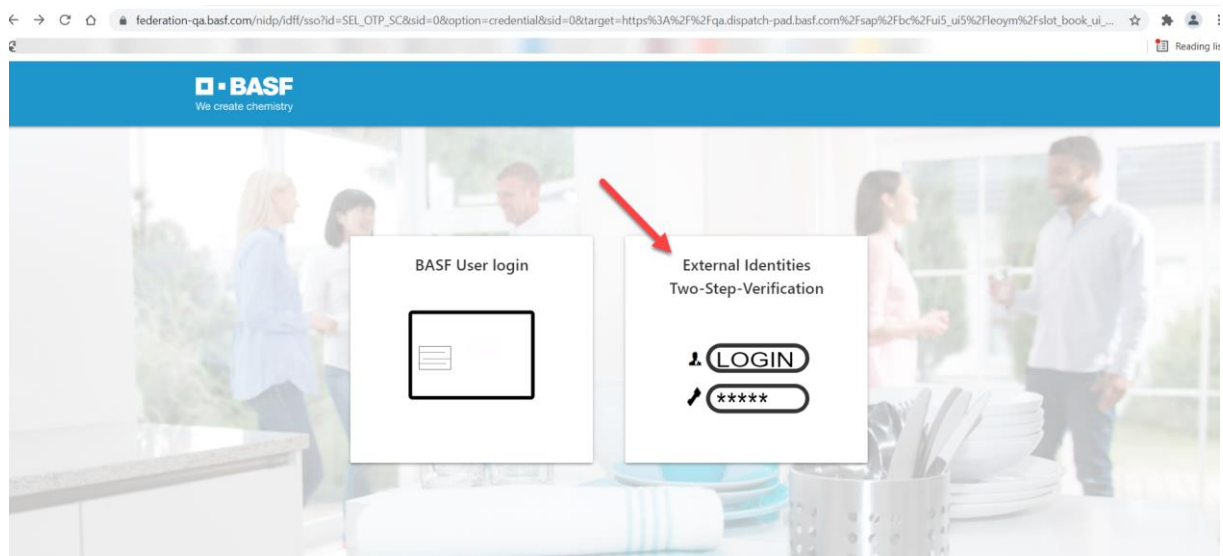 federation-qa.basf.com/nidp/idff/sso?id=SEL_OTP_SC&sid=0&option=credential&sid=0&target=https%3A%2F%2Fqa.dispatch-pad.basf.com%2Fsap%2Fbc%2Fui5_ui5%2Fleoym%2Fslot_book_ui_...
Reading lis
BASF
We create chemistry
BASF User login
External Identities
Two-Step-Verification
LOGIN
*****